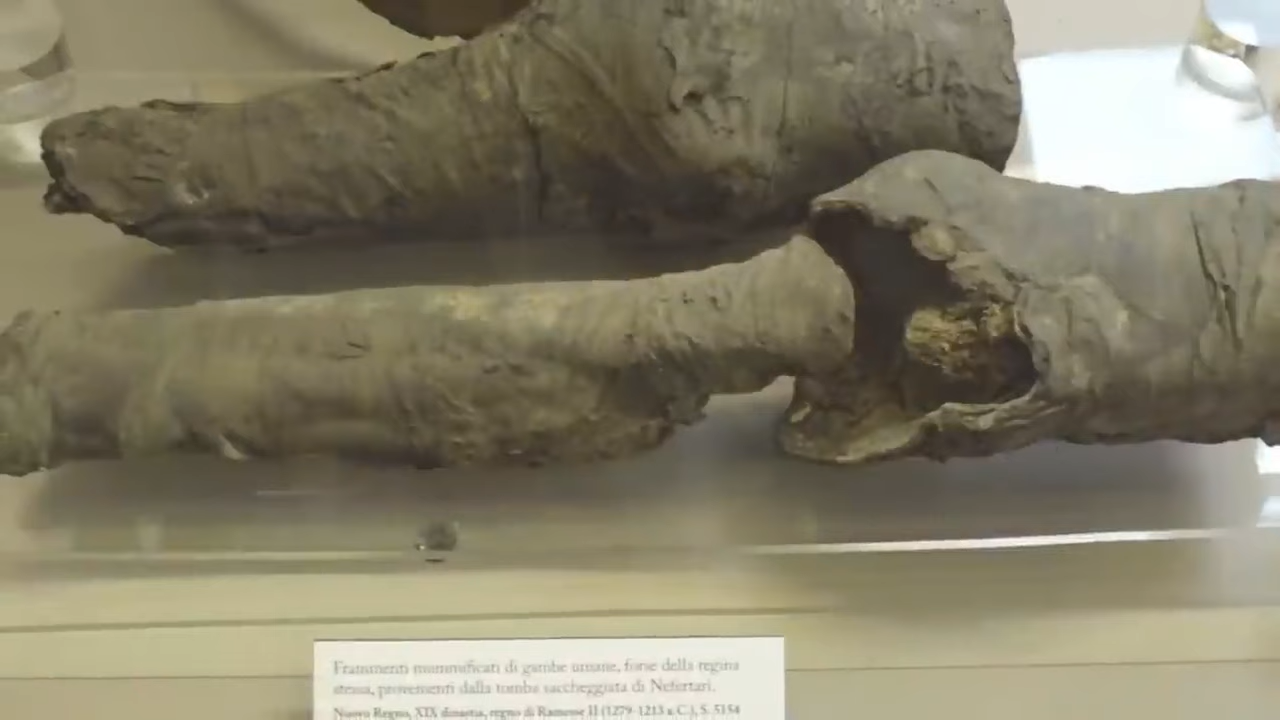 Frammenti mummificati di gambe umane, forse della regina
stessa, provenienti dalla tomba saccheggiata di Nefertari.
Nuovo Regno, XIX dinastia, regno di Ramesse II (1279-1213 a.C.), S. 5154